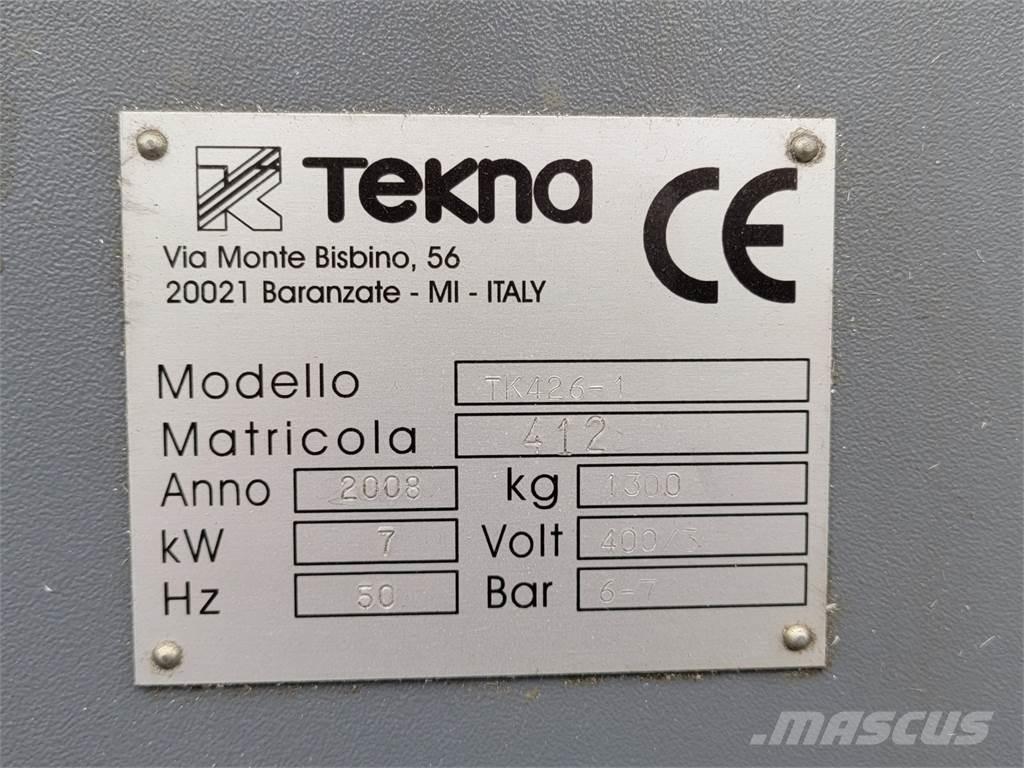 TK Tekna CE
Via Monte Bisbino, 56
20021 Baranzate - MI - ITALY
Modello TK426-1
Matricola 412
Anno 2008 kg 1300
kW 7 Volt 400/3
Hz 50 Bar 6-7
MASCUS